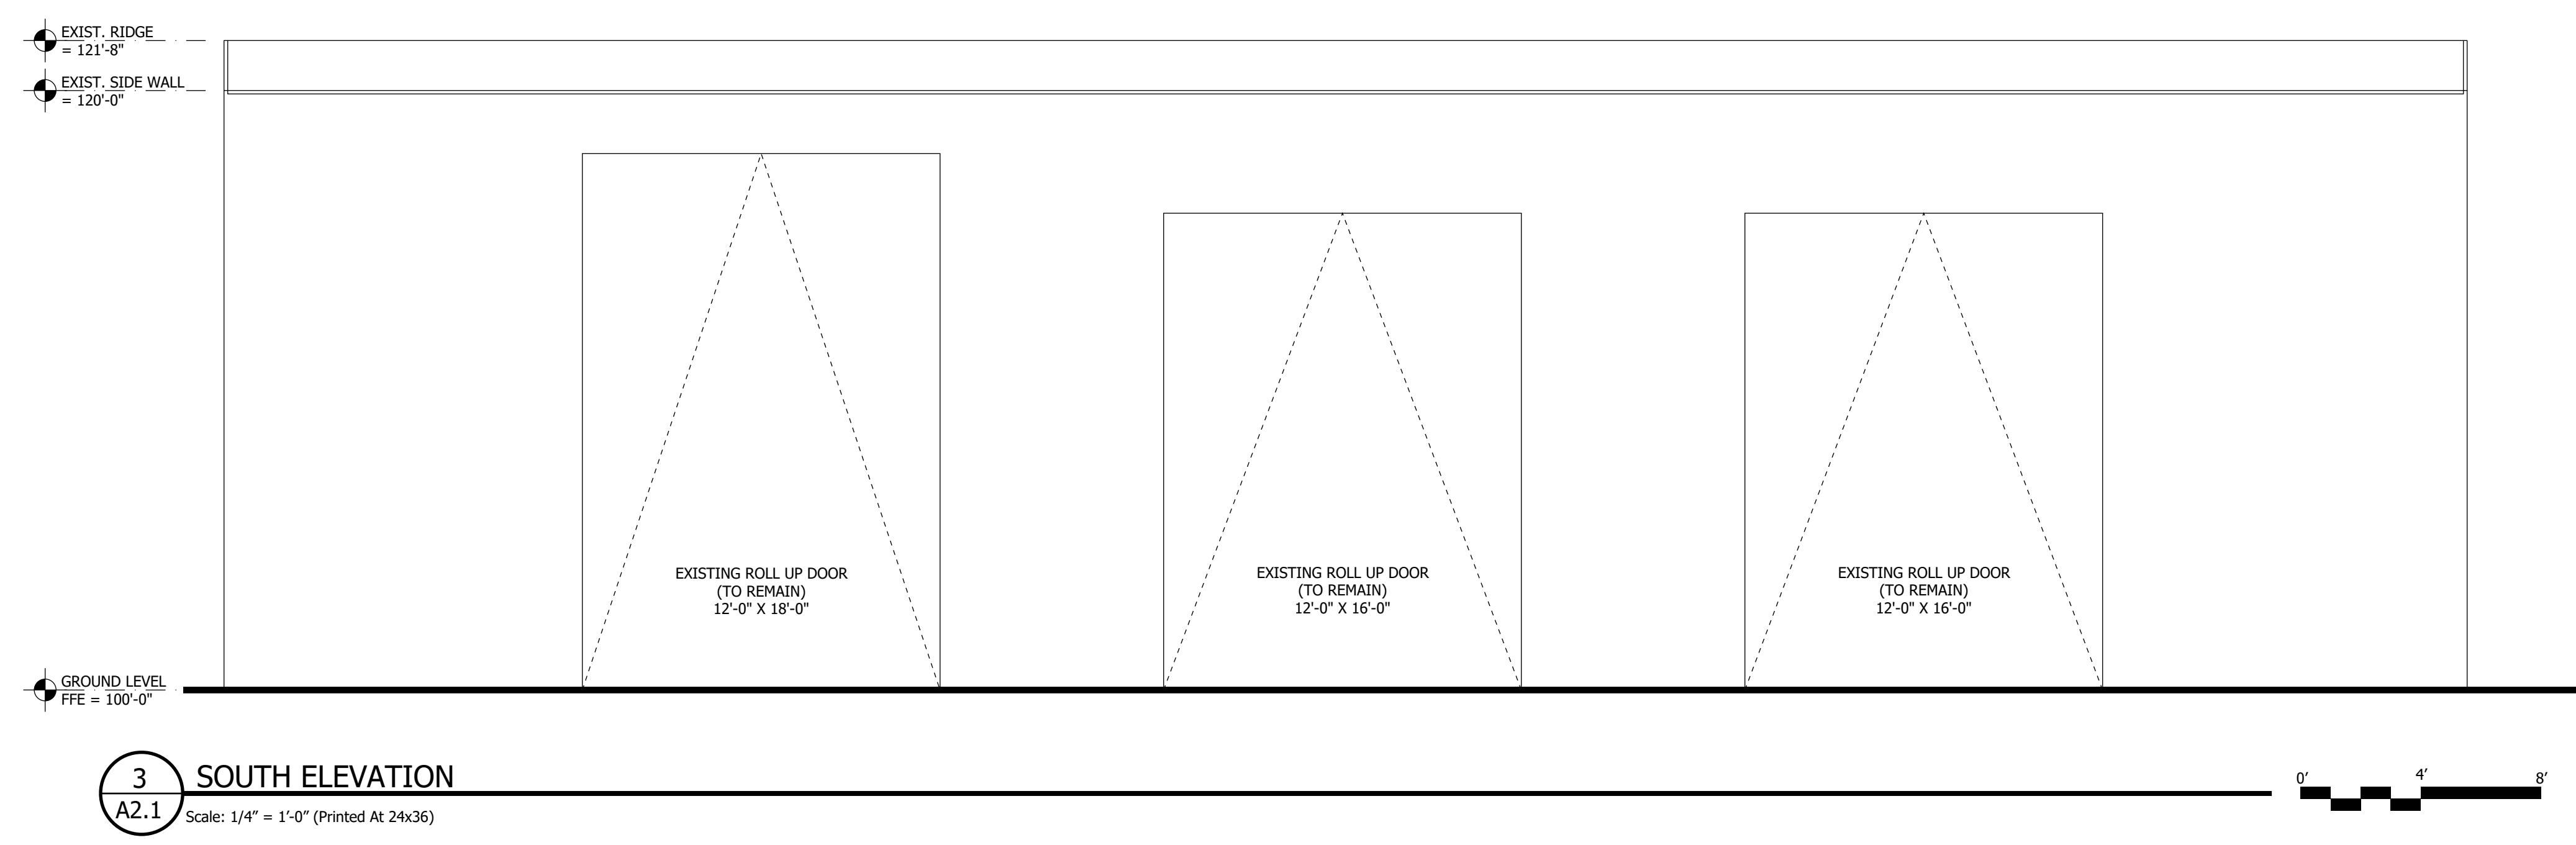 EXIST. RIDGE
= 121'-8"
EXIST. SIDE WALL
= 120'-0"
EXISTING ROLL UP DOOR
(TO REMAIN)
12'-0" X 18'-0"
EXISTING ROLL UP DOOR
(TO REMAIN)
12'-0" X 16'-0"
EXISTING ROLL UP DOOR
(TO REMAIN)
12'-0" X 16'-0"
GROUND LEVEL
FFE = 100'-0"
3
A2.1
SOUTH ELEVATION
Scale: 1/4” = 1’-0” (Printed At 24x36)
0’
4’
8’